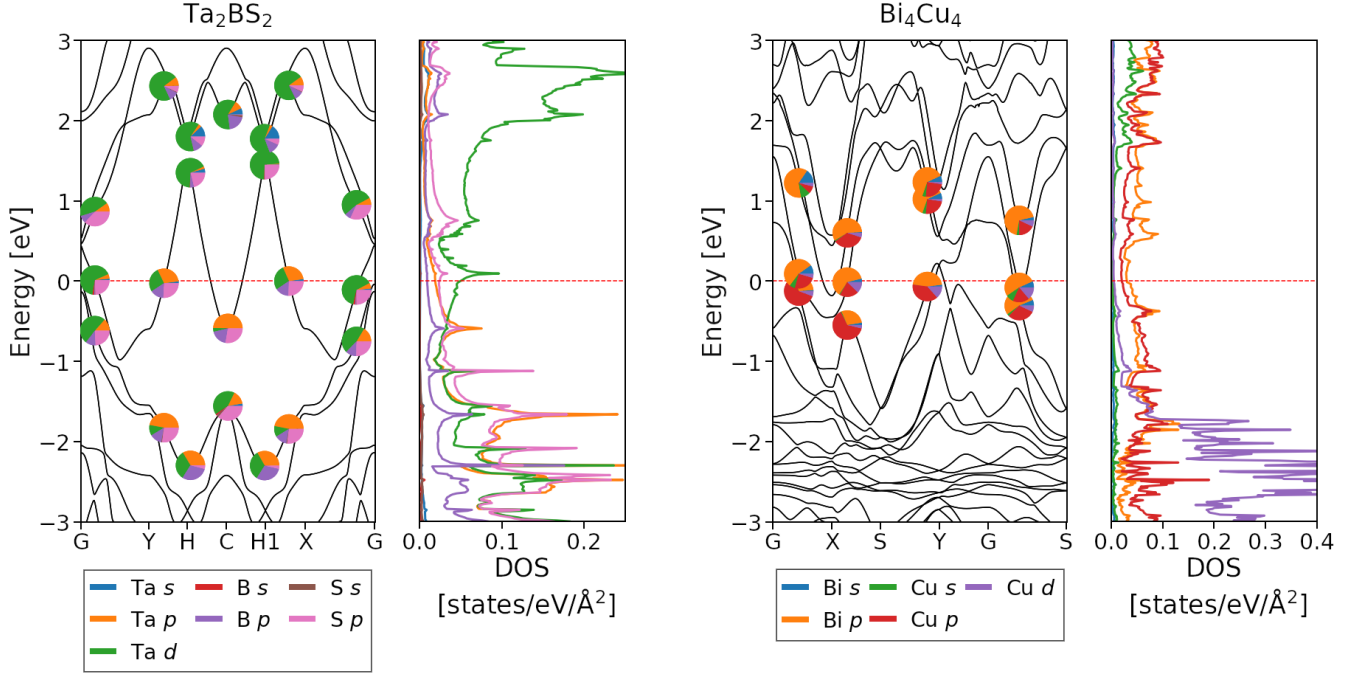 Ta₂BS₂
Energy [eV]
3
2
1
0
−1
−2
−3
G Y H C H1 X G
0.0 0.1 0.2
DOS
[states/eV/Å²]
Ta s B s S s
Ta p B p S p
Ta d
Bi₄Cu₄
Energy [eV]
3
2
1
0
−1
−2
−3
G X S Y G S
0.0 0.1 0.2 0.3 0.4
DOS
[states/eV/Å²]
Bi s Cu s Cu d
Bi p Cu p